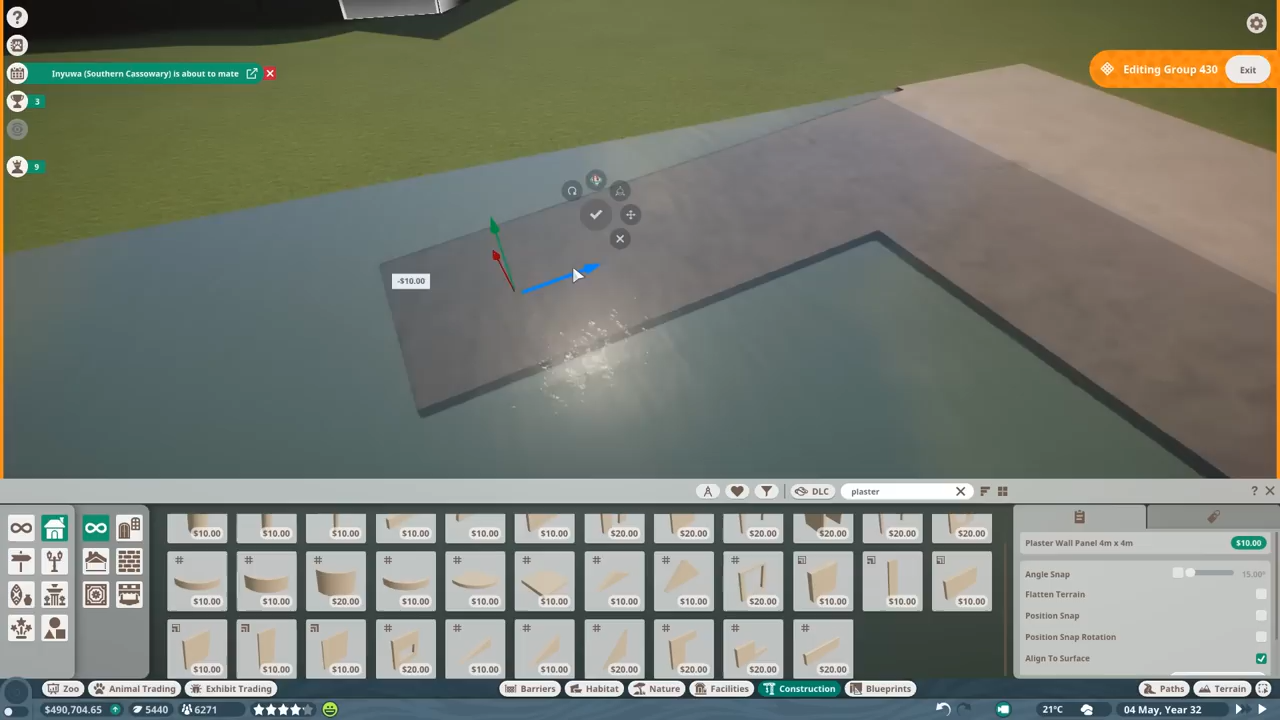 ?
Editing Group 430
Exit
Inyuwa (Southern Cassowary) is about to mate
3
9
-$10.00
DLC
plaster
?
$10.00 $10.00 $10.00 $10.00 $10.00 $10.00 $20.00 $20.00 $20.00 $20.00 $20.00 $20.00
$10.00 $10.00 $20.00 $10.00 $10.00 $10.00 $10.00 $10.00 $20.00 $10.00 $10.00 $10.00
$10.00 $10.00 $10.00 $20.00 $10.00 $10.00 $10.00 $20.00 $20.00 $20.00
Plaster Wall Panel 4m x 4m $10.00
Angle Snap 15.00°
Flatten Terrain
Position Snap
Position Snap Rotation
Align To Surface
Zoo Animal Trading Exhibit Trading Barriers Habitat Nature Facilities Construction Blueprints Paths Terrain
$490,704.65 5440 6271 21°C 04 May, Year 32